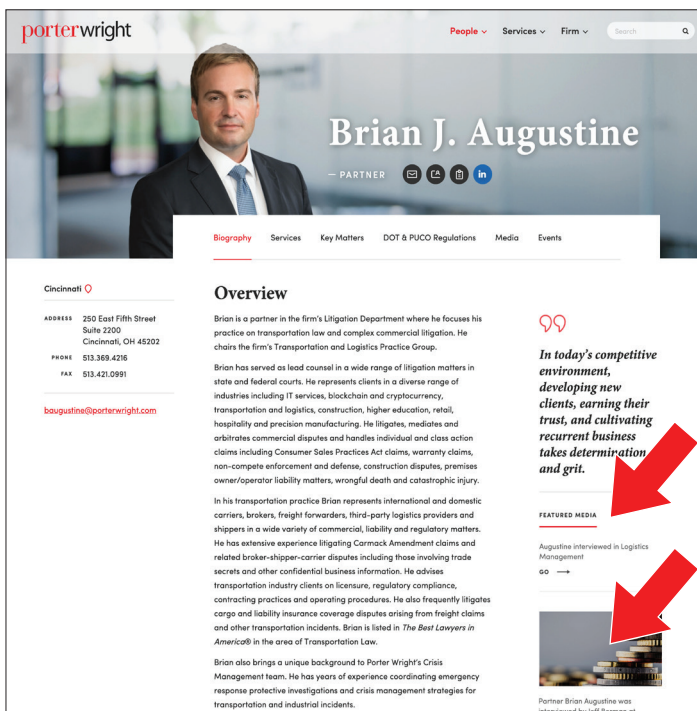 porterwright
People
Services
Firm
Search
Brian J. Augustine
— PARTNER
in
Biography
Services
Key Matters
DOT & PUCO Regulations
Media
Events
Cincinnati
ADDRESS 250 East Fifth Street
Suite 2200
Cincinnati, OH 45202
PHONE 513.369.4216
FAX 513.421.0991
baugustine@porterwright.com
Overview
Brian is a partner in the firm's Litigation Department where he focuses his
practice on transportation law and complex commercial litigation. He
chairs the firm's Transportation and Logistics Practice Group.
Brian has served as lead counsel in a wide range of litigation matters in
state and federal courts. He represents clients in a diverse range of
industries including IT services, blockchain and cryptocurrency,
transportation and logistics, construction, higher education, retail,
hospitality and precision manufacturing. He litigates, mediates and
arbitrates commercial disputes and handles individual and class action
claims including Consumer Sales Practices Act claims, warranty claims,
non-compete enforcement and defense, construction disputes, premises
owner/operator liability matters, wrongful death and catastrophic injury.
In his transportation practice Brian represents international and domestic
carriers, brokers, freight forwarders, third-party logistics providers and
shippers in a wide variety of commercial, liability and regulatory matters.
He has extensive experience litigating Carmack Amendment claims and
related broker-shipper-carrier disputes including those involving trade
secrets and other confidential business information. He advises
transportation industry clients on licensure, regulatory compliance,
contracting practices and operating procedures. He also frequently litigates
cargo and liability insurance coverage disputes arising from freight claims
and other transportation incidents. Brian is listed in The Best Lawyers in
America® in the area of Transportation Law.
Brian also brings a unique background to Porter Wright's Crisis
Management team. He has years of experience coordinating emergency
response protective investigations and crisis management strategies for
transportation and industrial incidents.
In today's competitive
environment,
developing new
clients, earning their
trust, and cultivating
recurrent business
takes determination
and grit.
FEATURED MEDIA
Augustine interviewed in Logistics
Management
GO →
Partner Brian Augustine was